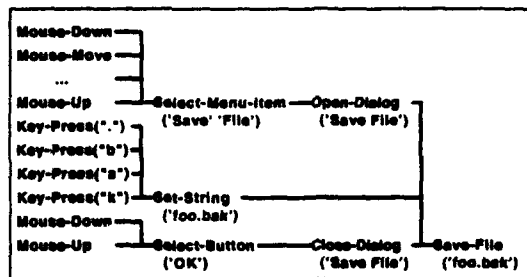 Mouse-Down
Mouse-Move
...
Mouse-Up Select-Menu-Item Open-Dialog
Key-Press(".") ('Save' 'File') ('Save File')
Key-Press("b")
Key-Press("a")
Key-Press("k") Set-String
Mouse-Down ('foo.bak')
Mouse-Up Select-Button Close-Dialog Save-File
('OK') ('Save File') ('foo.bak')